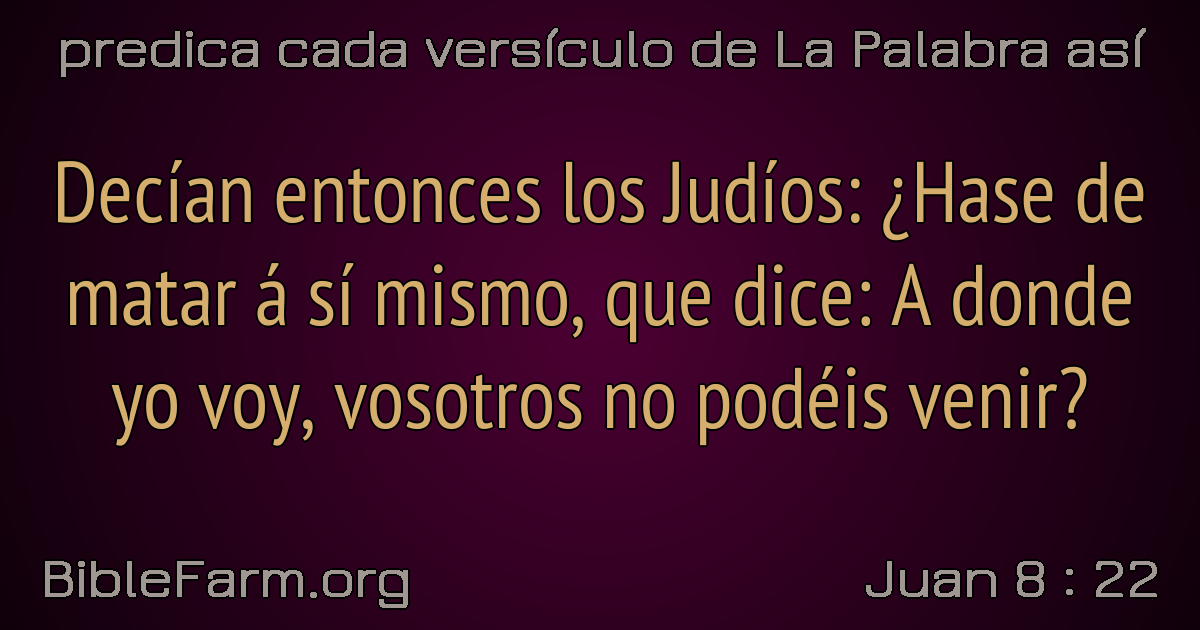 predica cada versículo de La Palabra así
Decían entonces los Judíos: ¿Hase de
matar á sí mismo, que dice: A donde
yo voy, vosotros no podéis venir?
BibleFarm.org
Juan 8 : 22